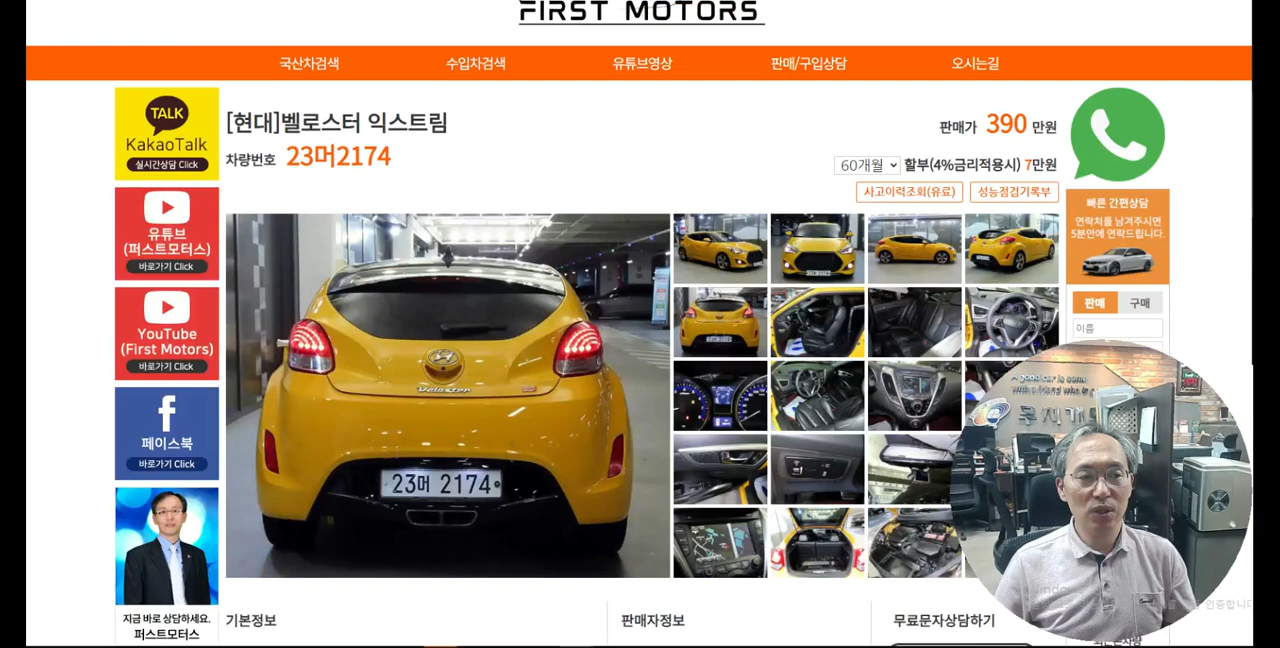 FIRST MOTORS
국산차검색
수입차검색
유튜브영상
판매/구입상담
오시는길
TALK
KakaoTalk
실시간상담 Click
[현대]벨로스터 익스트림
차량번호 23머2174
판매가 390 만원
60개월 할부(4%금리적용시) 7만원
사고이력조회(유료)
성능점검기록부
유튜브
(퍼스트모터스)
바로가기 Click
YouTube
(First Motors)
바로가기 Click
페이스북
바로가기 Click
지금 바로 상담하세요.
퍼스트모터스
Veloster
23머 2174
빠른 간편상담
연락처를 남겨주시면
5분안에 연락드립니다.
판매
구매
이름
A good car is come
with a friend who is
기본정보
판매자정보
무료문자상담하기